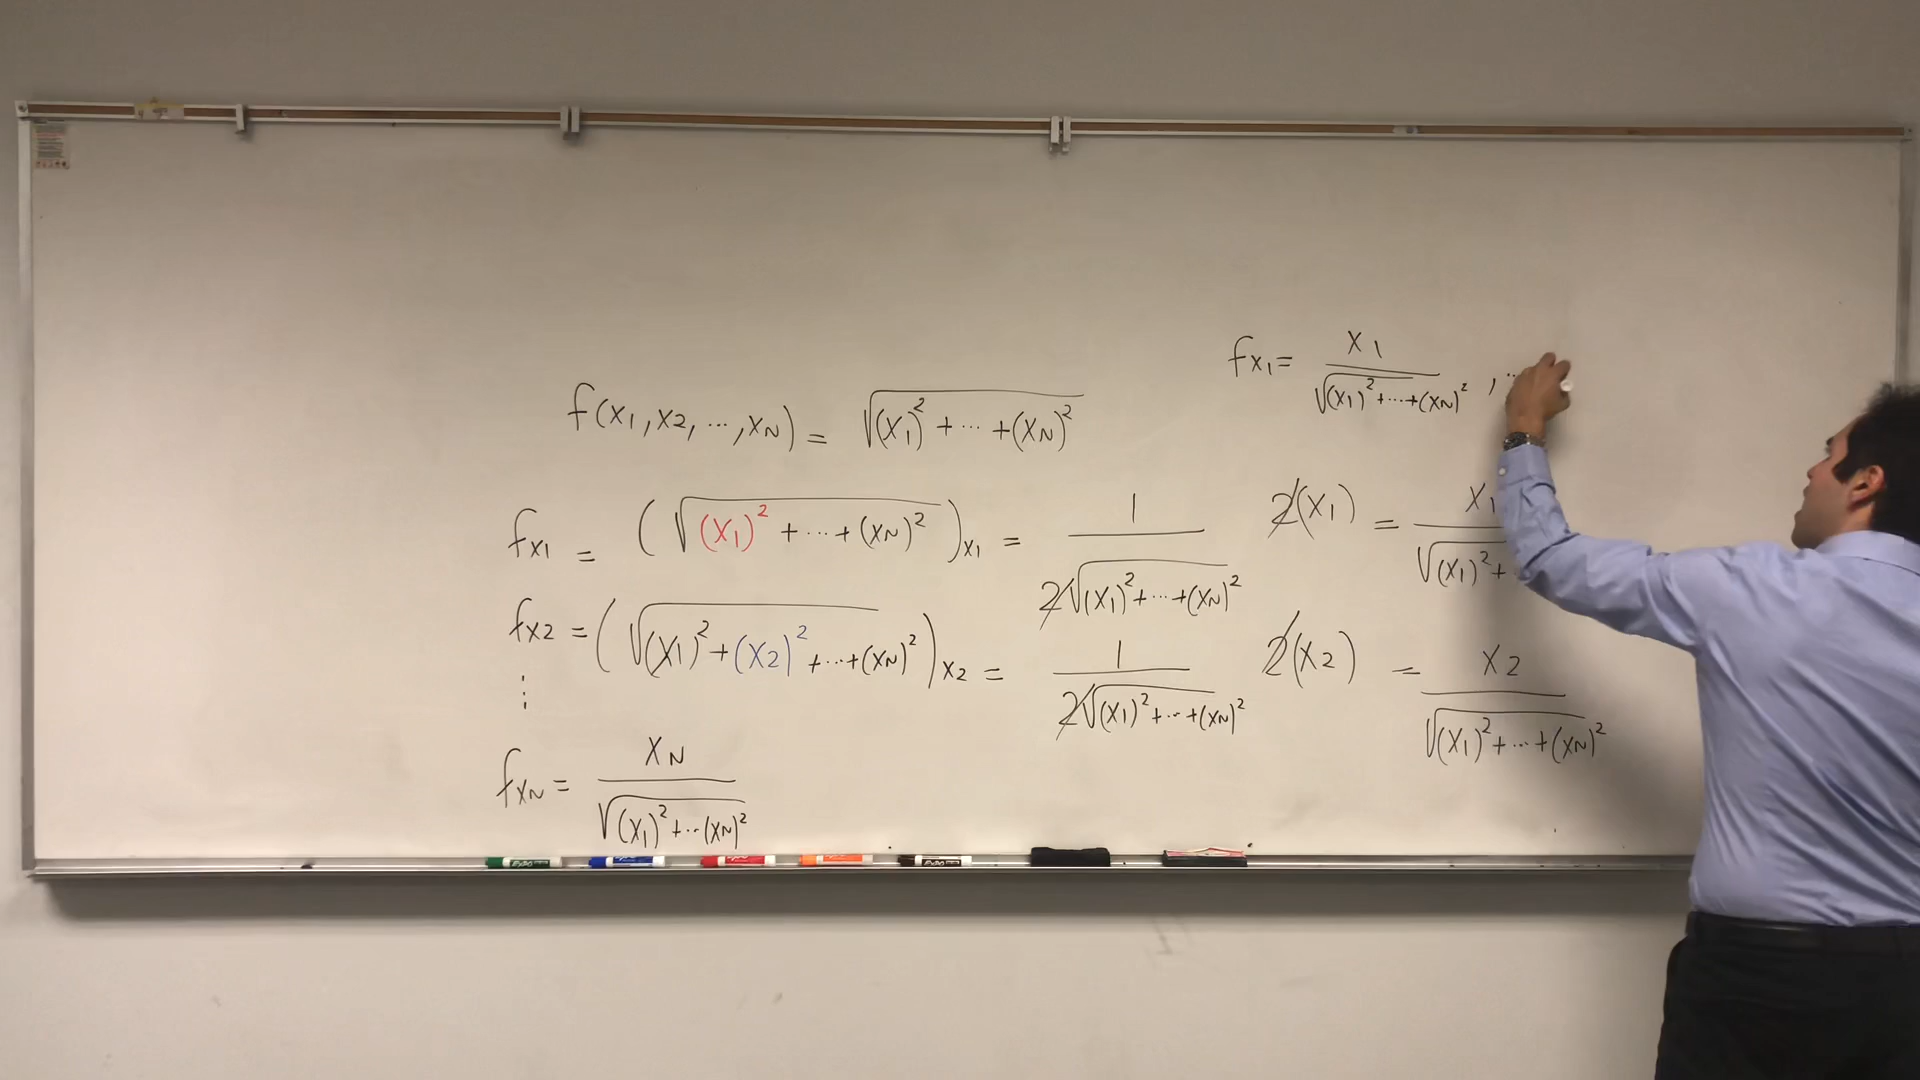 f(x1, x2, ..., xN) = √((x1)² + ... + (xN)²)
fx1 = x1 / √((x1)² + ... + (xN)²) , ..
fx1 = (√((x1)² + ... + (xN)²))x1 = 1 / 2√((x1)² + ... + (xN)²) 2(x1) = x1 / √((x1)² +
fx2 = (√((x1)² + (x2)² + ... + (xN)²))x2 = 1 / 2√((x1)² + ... + (xN)²) 2(x2) = x2 / √((x1)² + ... + (xN)²)
⋮
fxN = xN / √((x1)² + ... (xN)²)
EXPO
EXPO